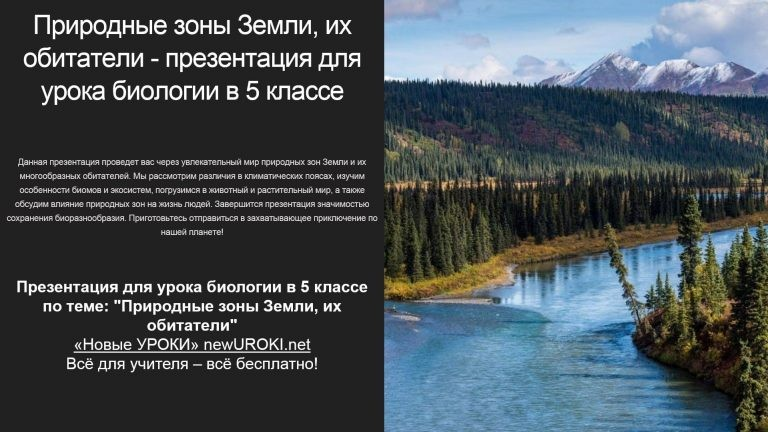 Природные зоны Земли, их
обитатели - презентация для
урока биологии в 5 классе
Данная презентация проведет вас через увлекательный мир природных зон Земли и их
многообразных обитателей. Мы рассмотрим различия в климатических поясах, изучим
особенности биомов и экосистем, погрузимся в животный и растительный мир, а также
обсудим влияние природных зон на жизнь людей. Завершится презентация значимостью
сохранения биоразнообразия. Приготовьтесь отправиться в захватывающее приключение по
нашей планете!
Презентация для урока биологии в 5 классе
по теме: "Природные зоны Земли, их
обитатели"
«Новые УРОКИ» newUROKI.net
Всё для учителя – всё бесплатно!